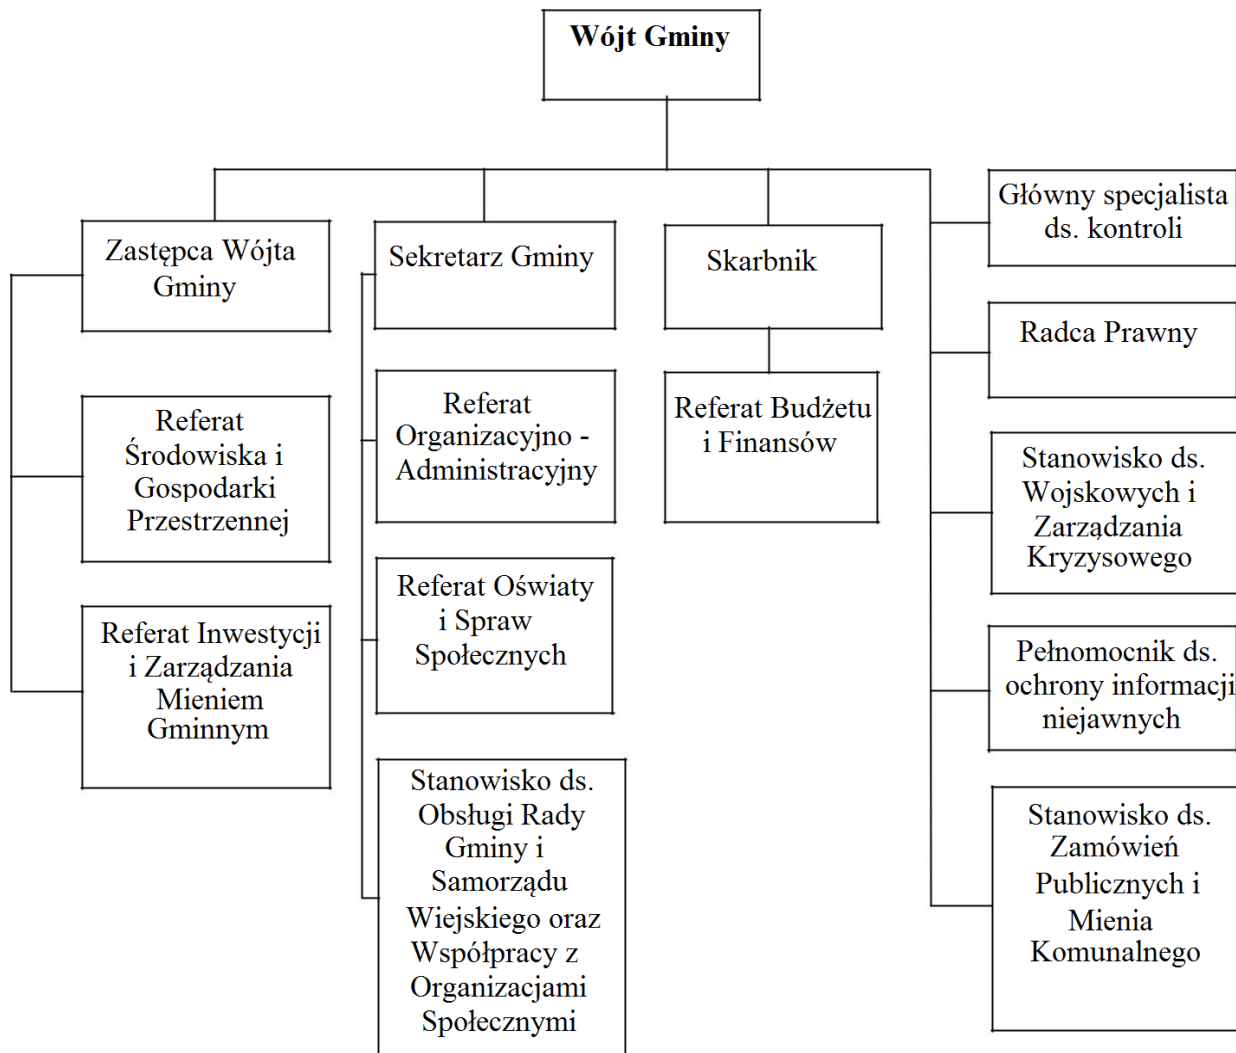 Wójt Gminy
Zastępca Wójta
Gminy
Sekretarz Gminy
Skarbnik
Główny specjalista
ds. kontroli
Radca Prawny
Referat
Środowiska i
Gospodarki
Przestrzennej
Referat
Organizacyjno -
Administracyjny
Referat Budżetu
i Finansów
Stanowisko ds.
Wojskowych i
Zarządzania
Kryzysowego
Referat Inwestycji
i Zarządzania
Mieniem
Gminnym
Referat Oświaty
i Spraw
Społecznych
Pełnomocnik ds.
ochrony informacji
niejawnych
Stanowisko ds.
Obsługi Rady
Gminy i
Samorządu
Wiejskiego oraz
Współpracy z
Organizacjami
Społecznymi
Stanowisko ds.
Zamówień
Publicznych i
Mienia
Komunalnego